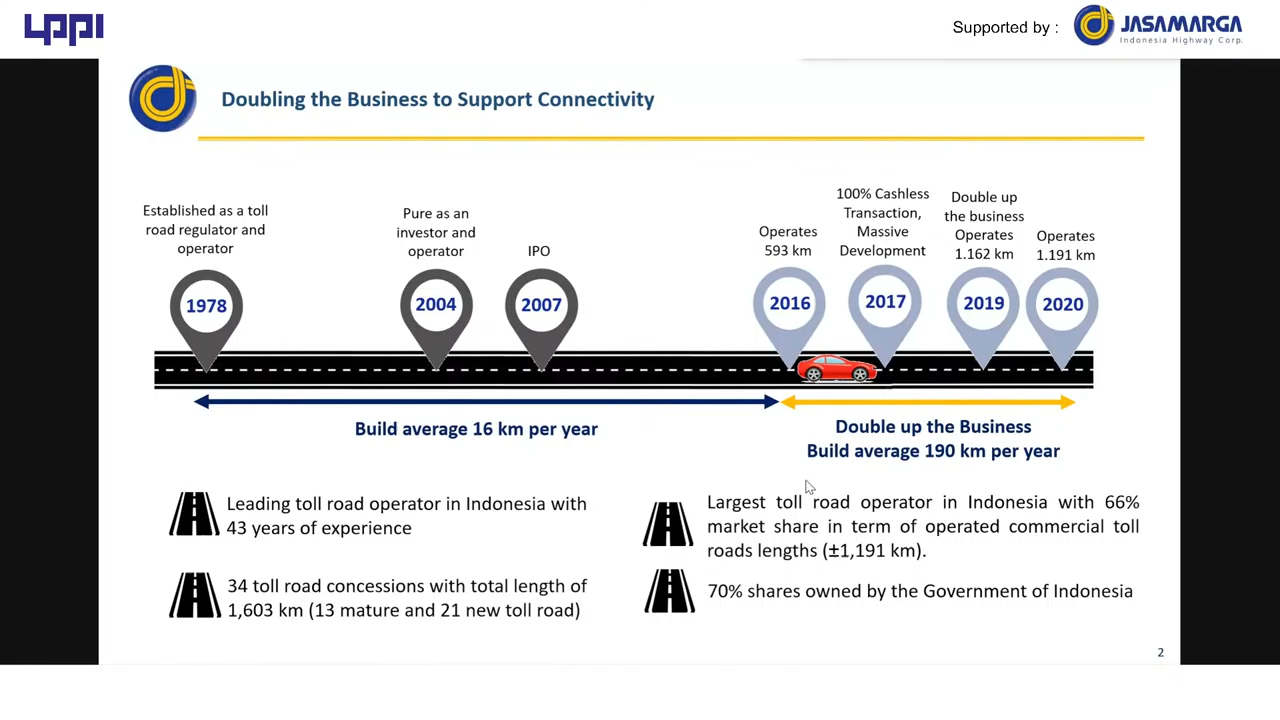 LPPI
Supported by :
JASAMARGA
Indonesia Highway Corp.
Doubling the Business to Support Connectivity
Established as a toll
road regulator and
operator
Pure as an
investor and
operator
IPO
Operates
593 km
100% Cashless
Transaction,
Massive
Development
Double up
the business
Operates
1.162 km
Operates
1.191 km
1978
2004
2007
2016
2017
2019
2020
Build average 16 km per year
Double up the Business
Build average 190 km per year
Leading toll road operator in Indonesia with
43 years of experience
34 toll road concessions with total length of
1,603 km (13 mature and 21 new toll road)
Largest toll road operator in Indonesia with 66%
market share in term of operated commercial toll
roads lengths (±1,191 km).
70% shares owned by the Government of Indonesia
2